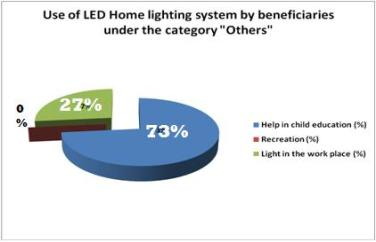 Use of LED Home lighting system by beneficiaries
under the category "Others"
0
%
27%
73%
Help in child education (%)
Recreation (%)
Light in the work place (%)